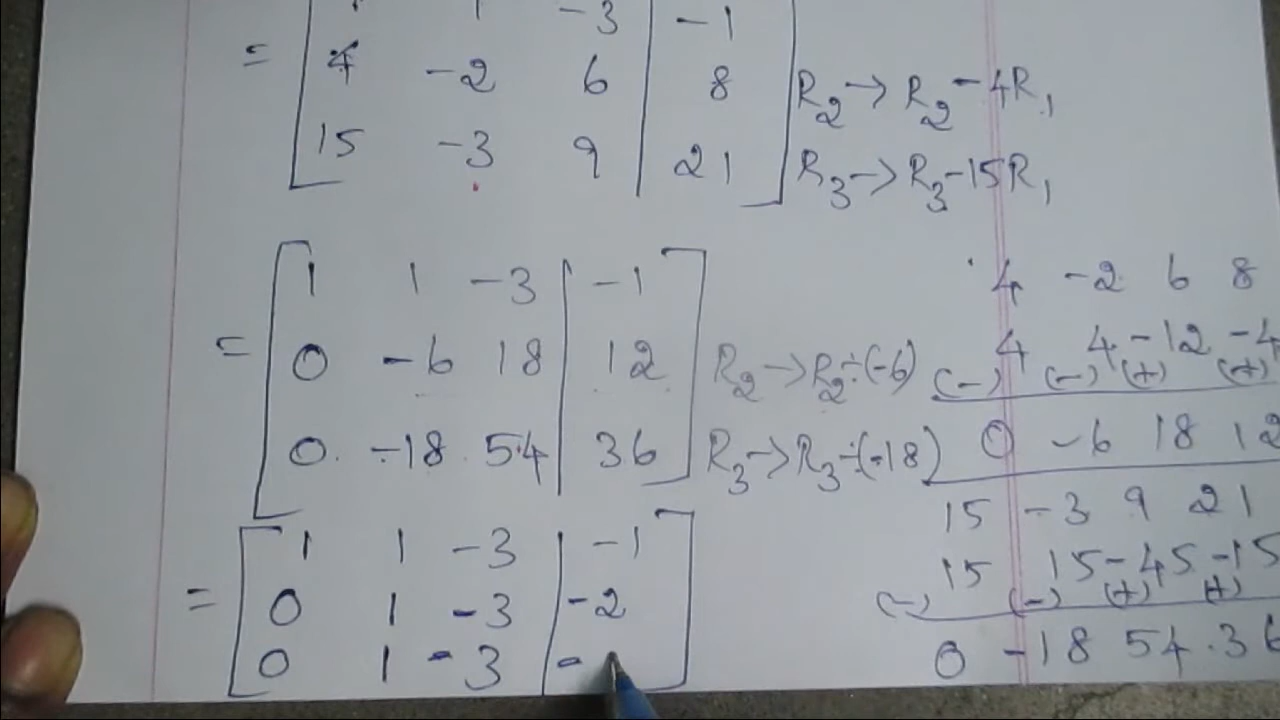 1 -3 | -1
= 4 -2 6 | 8 R2→R2-4R1
15 -3 9 | 21 R3→R3-15R1
1 1 -3 | -1
= 0 -6 18 | 12 R2→R2÷(-6)
0 -18 54 | 36 R3→R3÷(-18)
1 1 -3 | -1
= 0 1 -3 | -2
0 1 -3 | -
4 -2 6 8
4 4 -12 -4
(-) (-) (+) (+)
0 -6 18 12
15 -3 9 21
15 15 -45 -15
(-) (-) (+) (+)
0 -18 54 36